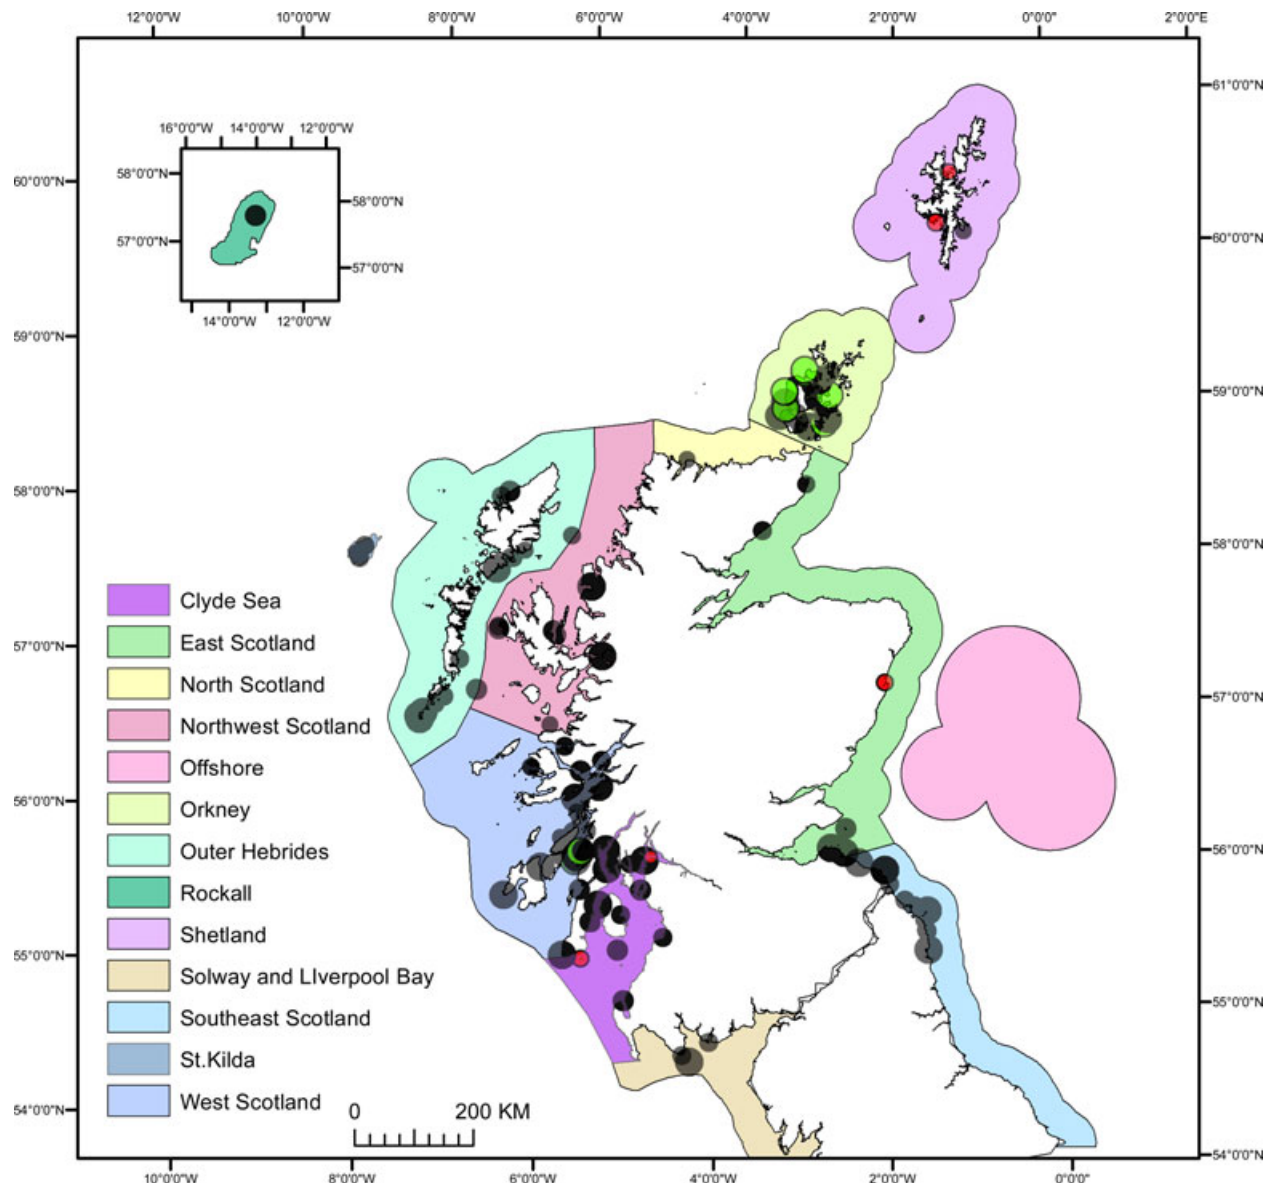 12°0'0"W 10°0'0"W 8°0'0"W 6°0'0"W 4°0'0"W 2°0'0"W 0°0'0" 2°0'0"E
61°0'0"N
16°0'0"W 14°0'0"W 12°0'0"W
58°0'0"N
58°0'0"N
57°0'0"N
57°0'0"N
14°0'0"W 12°0'0"W
60°0'0"N
60°0'0"N
59°0'0"N
59°0'0"N
58°0'0"N
58°0'0"N
57°0'0"N
57°0'0"N
56°0'0"N
56°0'0"N
55°0'0"N
55°0'0"N
54°0'0"N
54°0'0"N
Clyde Sea
East Scotland
North Scotland
Northwest Scotland
Offshore
Orkney
Outer Hebrides
Rockall
Shetland
Solway and LIverpool Bay
Southeast Scotland
St.Kilda
West Scotland
0 200 KM
10°0'0"W 8°0'0"W 6°0'0"W 4°0'0"W 2°0'0"W 0°0'0"